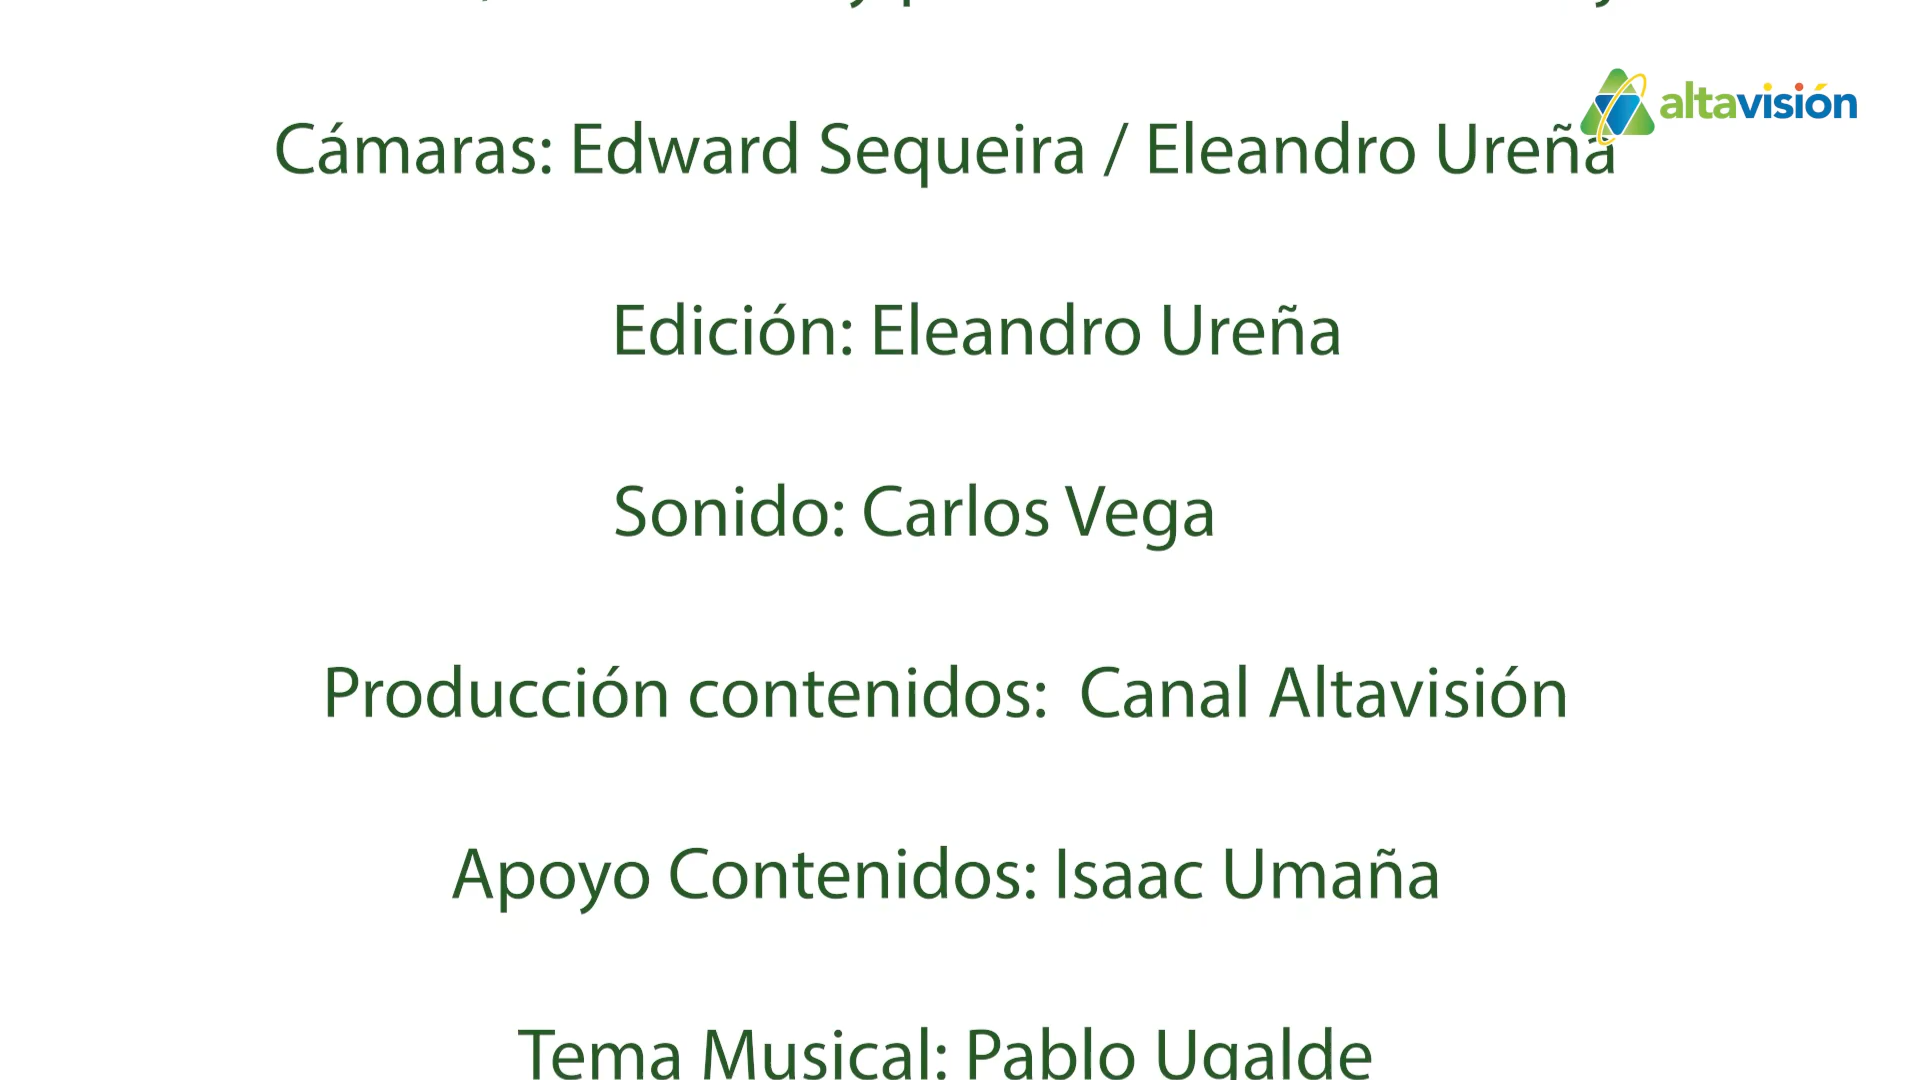 altavisión
Cámaras: Edward Sequeira / Eleandro Ureña
Edición: Eleandro Ureña
Sonido: Carlos Vega
Producción contenidos: Canal Altavisión
Apoyo Contenidos: Isaac Umaña
Tema Musical: Pablo Ugalde